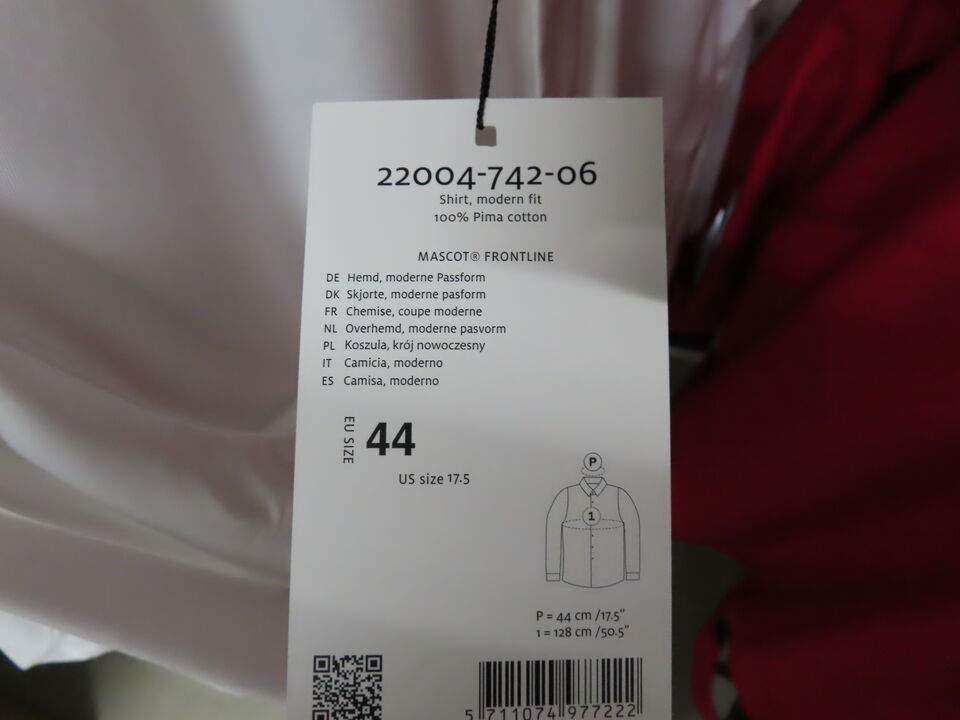 22004-742-06
Shirt, modern fit
100% Pima cotton
MASCOT® FRONTLINE
DE Hemd, moderne Passform
DK Skjorte, moderne pasform
FR Chemise, coupe moderne
NL Overhemd, moderne pasvorm
PL Koszula, krój nowoczesny
IT Camicia, moderno
ES Camisa, moderno
EU SIZE
44
US size 17.5
P
1
P = 44 cm /17.5"
1 = 128 cm /50.5"
5 711074 977222